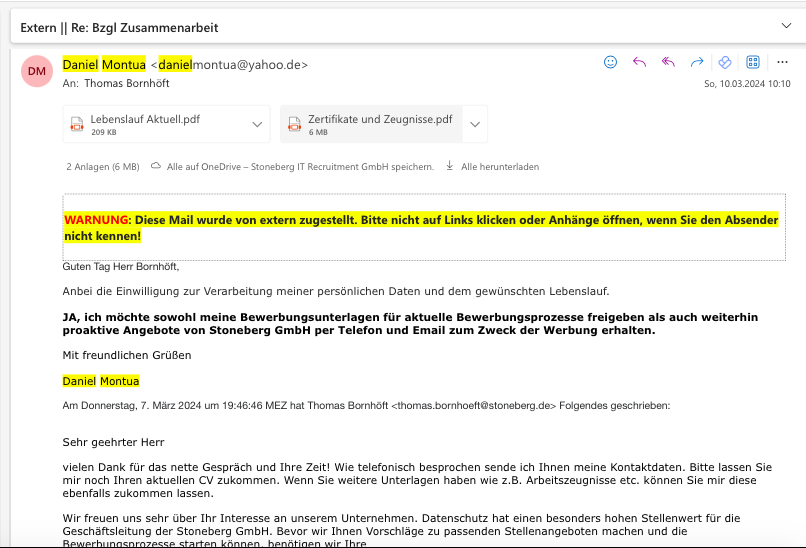 Extern || Re: Bzgl Zusammenarbeit
DM
Daniel Montua <danielmontua@yahoo.de>
An: Thomas Bornhöft
So, 10.03.2024 10:10
Lebenslauf Aktuell.pdf
209 KB
Zertifikate und Zeugnisse.pdf
6 MB
2 Anlagen (6 MB) Alle auf OneDrive – Stoneberg IT Recruitment GmbH speichern. Alle herunterladen
WARNUNG: Diese Mail wurde von extern zugestellt. Bitte nicht auf Links klicken oder Anhänge öffnen, wenn Sie den Absender
nicht kennen!
Guten Tag Herr Bornhöft,
Anbei die Einwilligung zur Verarbeitung meiner persönlichen Daten und dem gewünschten Lebenslauf.
JA, ich möchte sowohl meine Bewerbungsunterlagen für aktuelle Bewerbungsprozesse freigeben als auch weiterhin
proaktive Angebote von Stoneberg GmbH per Telefon und Email zum Zweck der Werbung erhalten.
Mit freundlichen Grüßen
Daniel Montua
Am Donnerstag, 7. März 2024 um 19:46:46 MEZ hat Thomas Bornhöft <thomas.bornhoeft@stoneberg.de> Folgendes geschrieben:
Sehr geehrter Herr
vielen Dank für das nette Gespräch und Ihre Zeit! Wie telefonisch besprochen sende ich Ihnen meine Kontaktdaten. Bitte lassen Sie
mir noch Ihren aktuellen CV zukommen. Wenn Sie weitere Unterlagen haben wie z.B. Arbeitszeugnisse etc. können Sie mir diese
ebenfalls zukommen lassen.
Wir freuen uns sehr über Ihr Interesse an unserem Unternehmen. Datenschutz hat einen besonders hohen Stellenwert für die
Geschäftsleitung der Stoneberg GmbH. Bevor wir Ihnen Vorschläge zu passenden Stellenangeboten machen und die
Bewerbungsprozesse starten können, benötigen wir Ihre